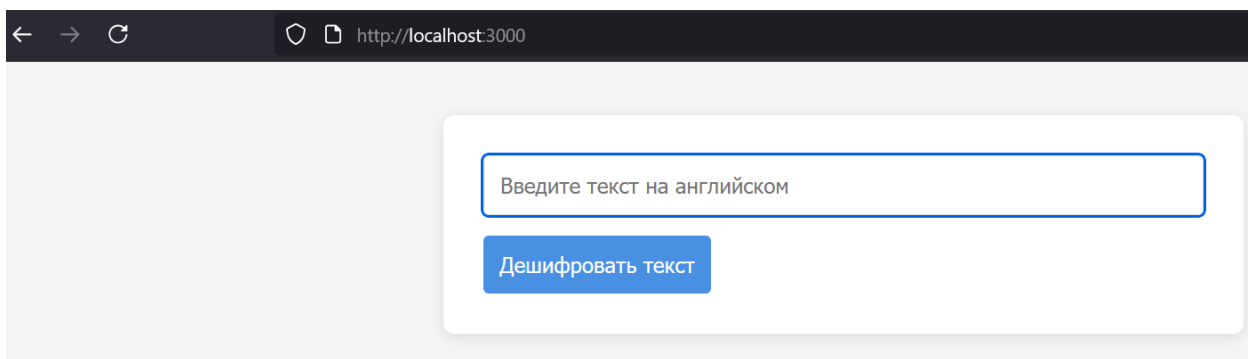 http://localhost:3000
Введите текст на английском
Дешифровать текст